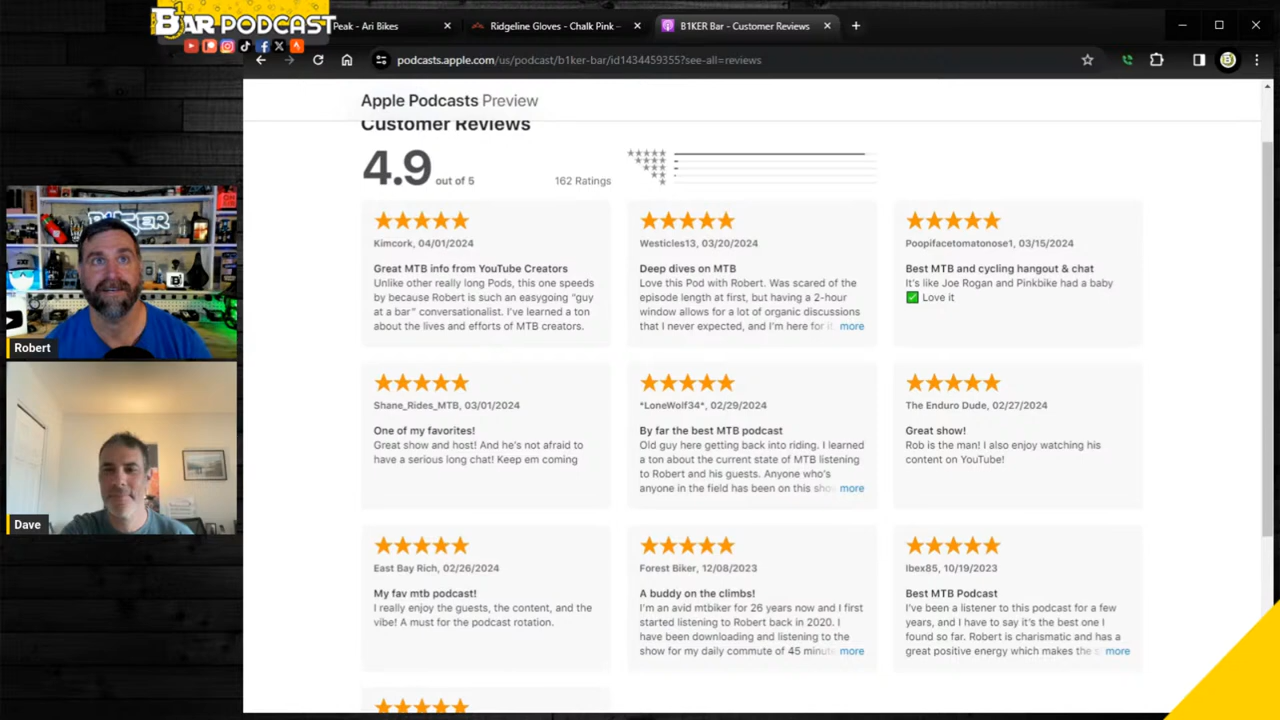 B1AR PODCAST
Peak - Ari Bikes
Ridgeline Gloves - Chalk Pink -
B1KER Bar - Customer Reviews
podcasts.apple.com/us/podcast/b1ker-bar/id1434459355?see-all=reviews
Apple Podcasts Preview
Customer Reviews
4.9 out of 5
162 Ratings
Kimcork, 04/01/2024
Great MTB info from YouTube Creators
Unlike other really long Pods, this one speeds
by because Robert is such an easygoing “guy
at a bar” conversationalist. I’ve learned a ton
about the lives and efforts of MTB creators.
Westicles13, 03/20/2024
Deep dives on MTB
Love this Pod with Robert. Was scared of the
episode length at first, but having a 2-hour
window allows for a lot of organic discussions
that I never expected, and I’m here for it more
Poopifacetomatonose1, 03/15/2024
Best MTB and cycling hangout & chat
It’s like Joe Rogan and Pinkbike had a baby
✅ Love it
Shane_Rides_MTB, 03/01/2024
One of my favorites!
Great show and host! And he’s not afraid to
have a serious long chat! Keep em coming
*LoneWolf34*, 02/29/2024
By far the best MTB podcast
Old guy here getting back into riding. I learned
a ton about the current state of MTB listening
to Robert and his guests. Anyone who’s
anyone in the field has been on this show more
The Enduro Dude, 02/27/2024
Great show!
Rob is the man! I also enjoy watching his
content on YouTube!
East Bay Rich, 02/26/2024
My fav mtb podcast!
I really enjoy the guests, the content, and the
vibe! A must for the podcast rotation.
Forest Biker, 12/08/2023
A buddy on the climbs!
I’m an avid mtbiker for 26 years now and I first
started listening to Robert back in 2020. I
have been downloading and listening to the
show for my daily commute of 45 minute more
Ibex85, 10/19/2023
Best MTB Podcast
I’ve been a listener to this podcast for a few
years, and I have to say it’s the best one I
found so far. Robert is charismatic and has a
great positive energy which makes the more
B1KER
Robert
Dave